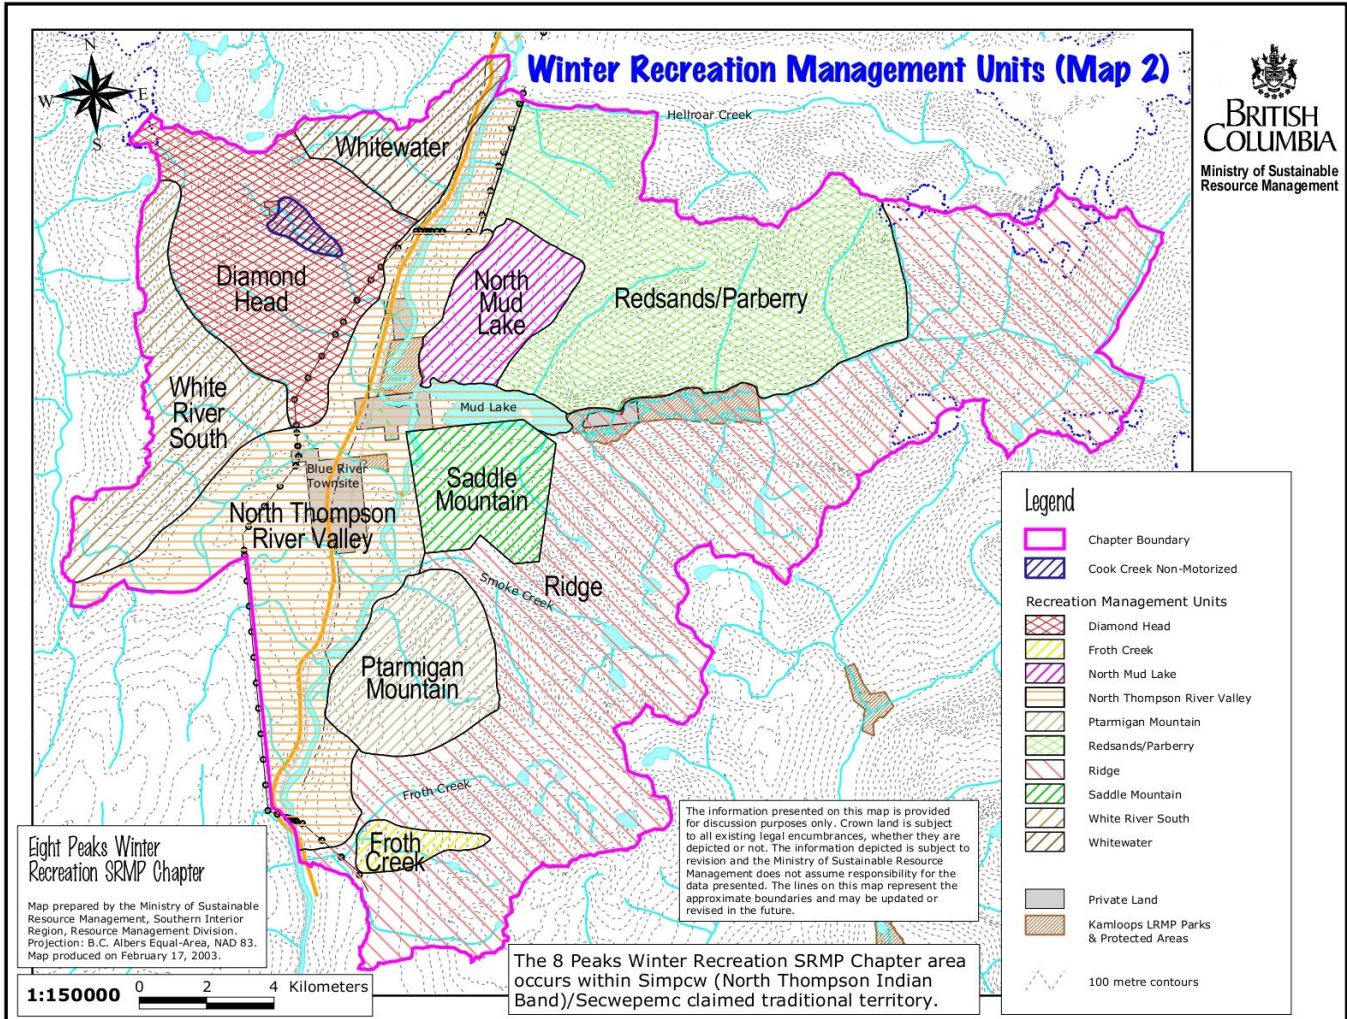 Winter Recreation Management Units (Map 2)
N
W
E
S
BRITISH
COLUMBIA
Ministry of Sustainable
Resource Management
Hellroar Creek
Whitewater
Diamond
Head
North
Mud
Lake
Redsands/Parberry
White
River
South
Mud Lake
Blue River
Townsite
Saddle
Mountain
North Thompson
River Valley
Smoke Creek
Ridge
Ptarmigan
Mountain
Froth Creek
Froth
Creek
Legend
Chapter Boundary
Cook Creek Non-Motorized
Recreation Management Units
Diamond Head
Froth Creek
North Mud Lake
North Thompson River Valley
Ptarmigan Mountain
Redsands/Parberry
Ridge
Saddle Mountain
White River South
Whitewater
Private Land
Kamloops LRMP Parks
& Protected Areas
100 metre contours
The information presented on this map is provided
for discussion purposes only. Crown land is subject
to all existing legal encumbrances, whether they are
depicted or not. The information depicted is subject to
revision and the Ministry of Sustainable Resource
Management does not assume responsibility for the
data presented. The lines on this map represent the
approximate boundaries and may be updated or
revised in the future.
Eight Peaks Winter
Recreation SRMP Chapter
Map prepared by the Ministry of Sustainable
Resource Management, Southern Interior
Region, Resource Management Division.
Projection: B.C. Albers Equal-Area, NAD 83.
Map produced on February 17, 2003.
1:150000
0 2 4 Kilometers
The 8 Peaks Winter Recreation SRMP Chapter area
occurs within Simpcw (North Thompson Indian
Band)/Secwepemc claimed traditional territory.